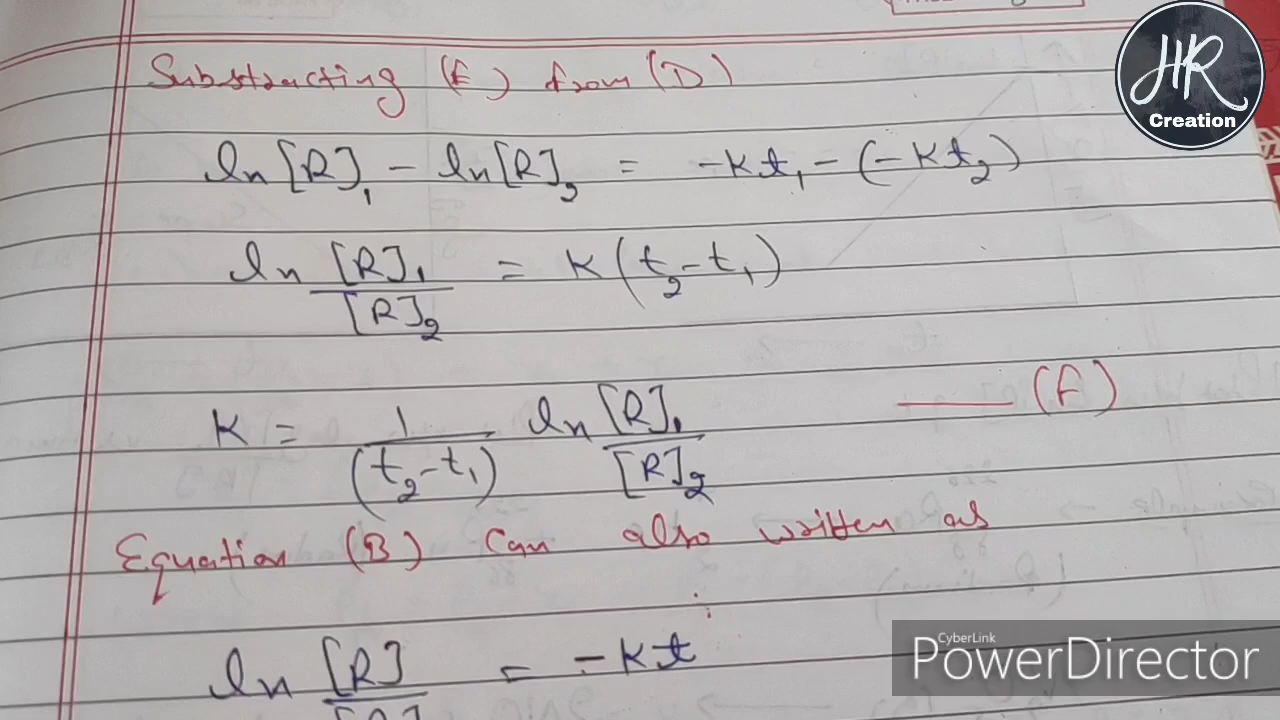 Substracting (E) from (D)
HR
Creation
ln [R]₁ - ln [R]₂ = -Kt₁ - (-Kt₂)
ln [R]₁ = K (t₂-t₁)
[R]₂
K = 1 ln [R]₁ (F)
(t₂-t₁) [R]₂
Equation (B) can also written as
ln [R] = -Kt
CyberLink
PowerDirector